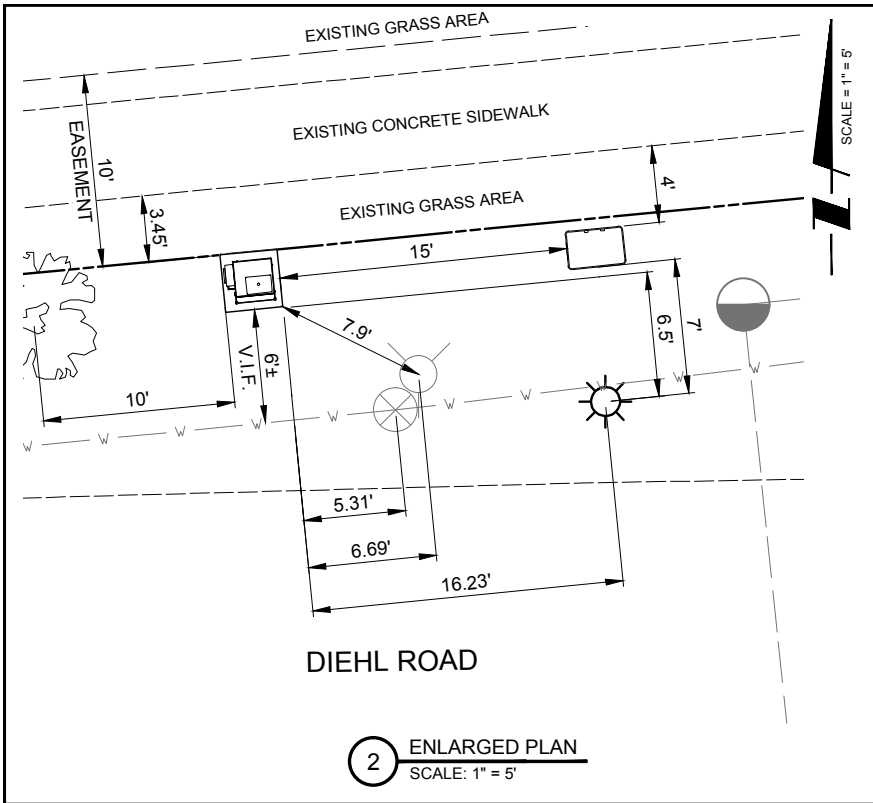 EXISTING GRASS AREA
SCALE = 1" = 5'
EXISTING CONCRETE SIDEWALK
10'
EASEMENT
4'
3.45'
EXISTING GRASS AREA
15'
7.9'
6.5'
7'
6'±
V.I.F.
10'
W W W W W W W W
5.31'
6.69'
16.23'
DIEHL ROAD
2
ENLARGED PLAN
SCALE: 1" = 5'